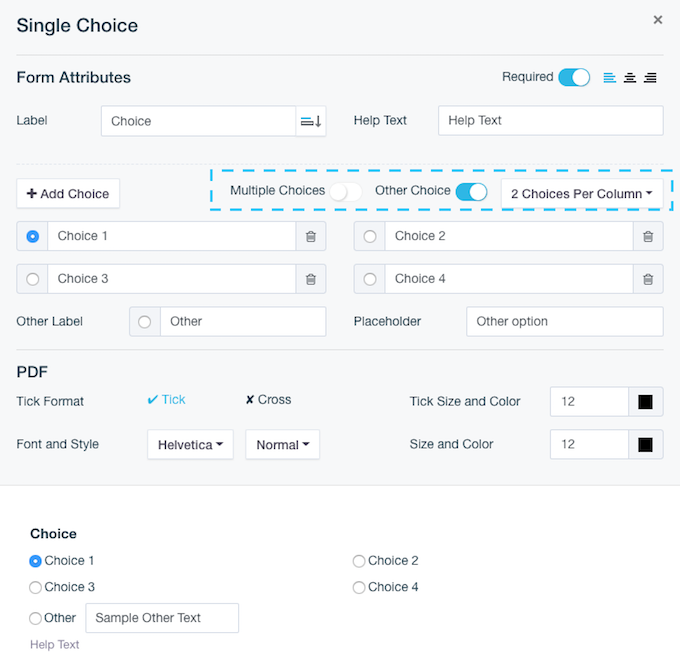 Single Choice
Form Attributes Required
Label Choice Help Text Help Text
Add Choice Multiple Choices Other Choice 2 Choices Per Column
Choice 1 Choice 2
Choice 3 Choice 4
Other Label Other Placeholder Other option
PDF
Tick Format ✔ Tick ✘ Cross Tick Size and Color 12
Font and Style Helvetica Normal Size and Color 12
Choice
Choice 1 Choice 2
Choice 3 Choice 4
Other Sample Other Text
Help Text